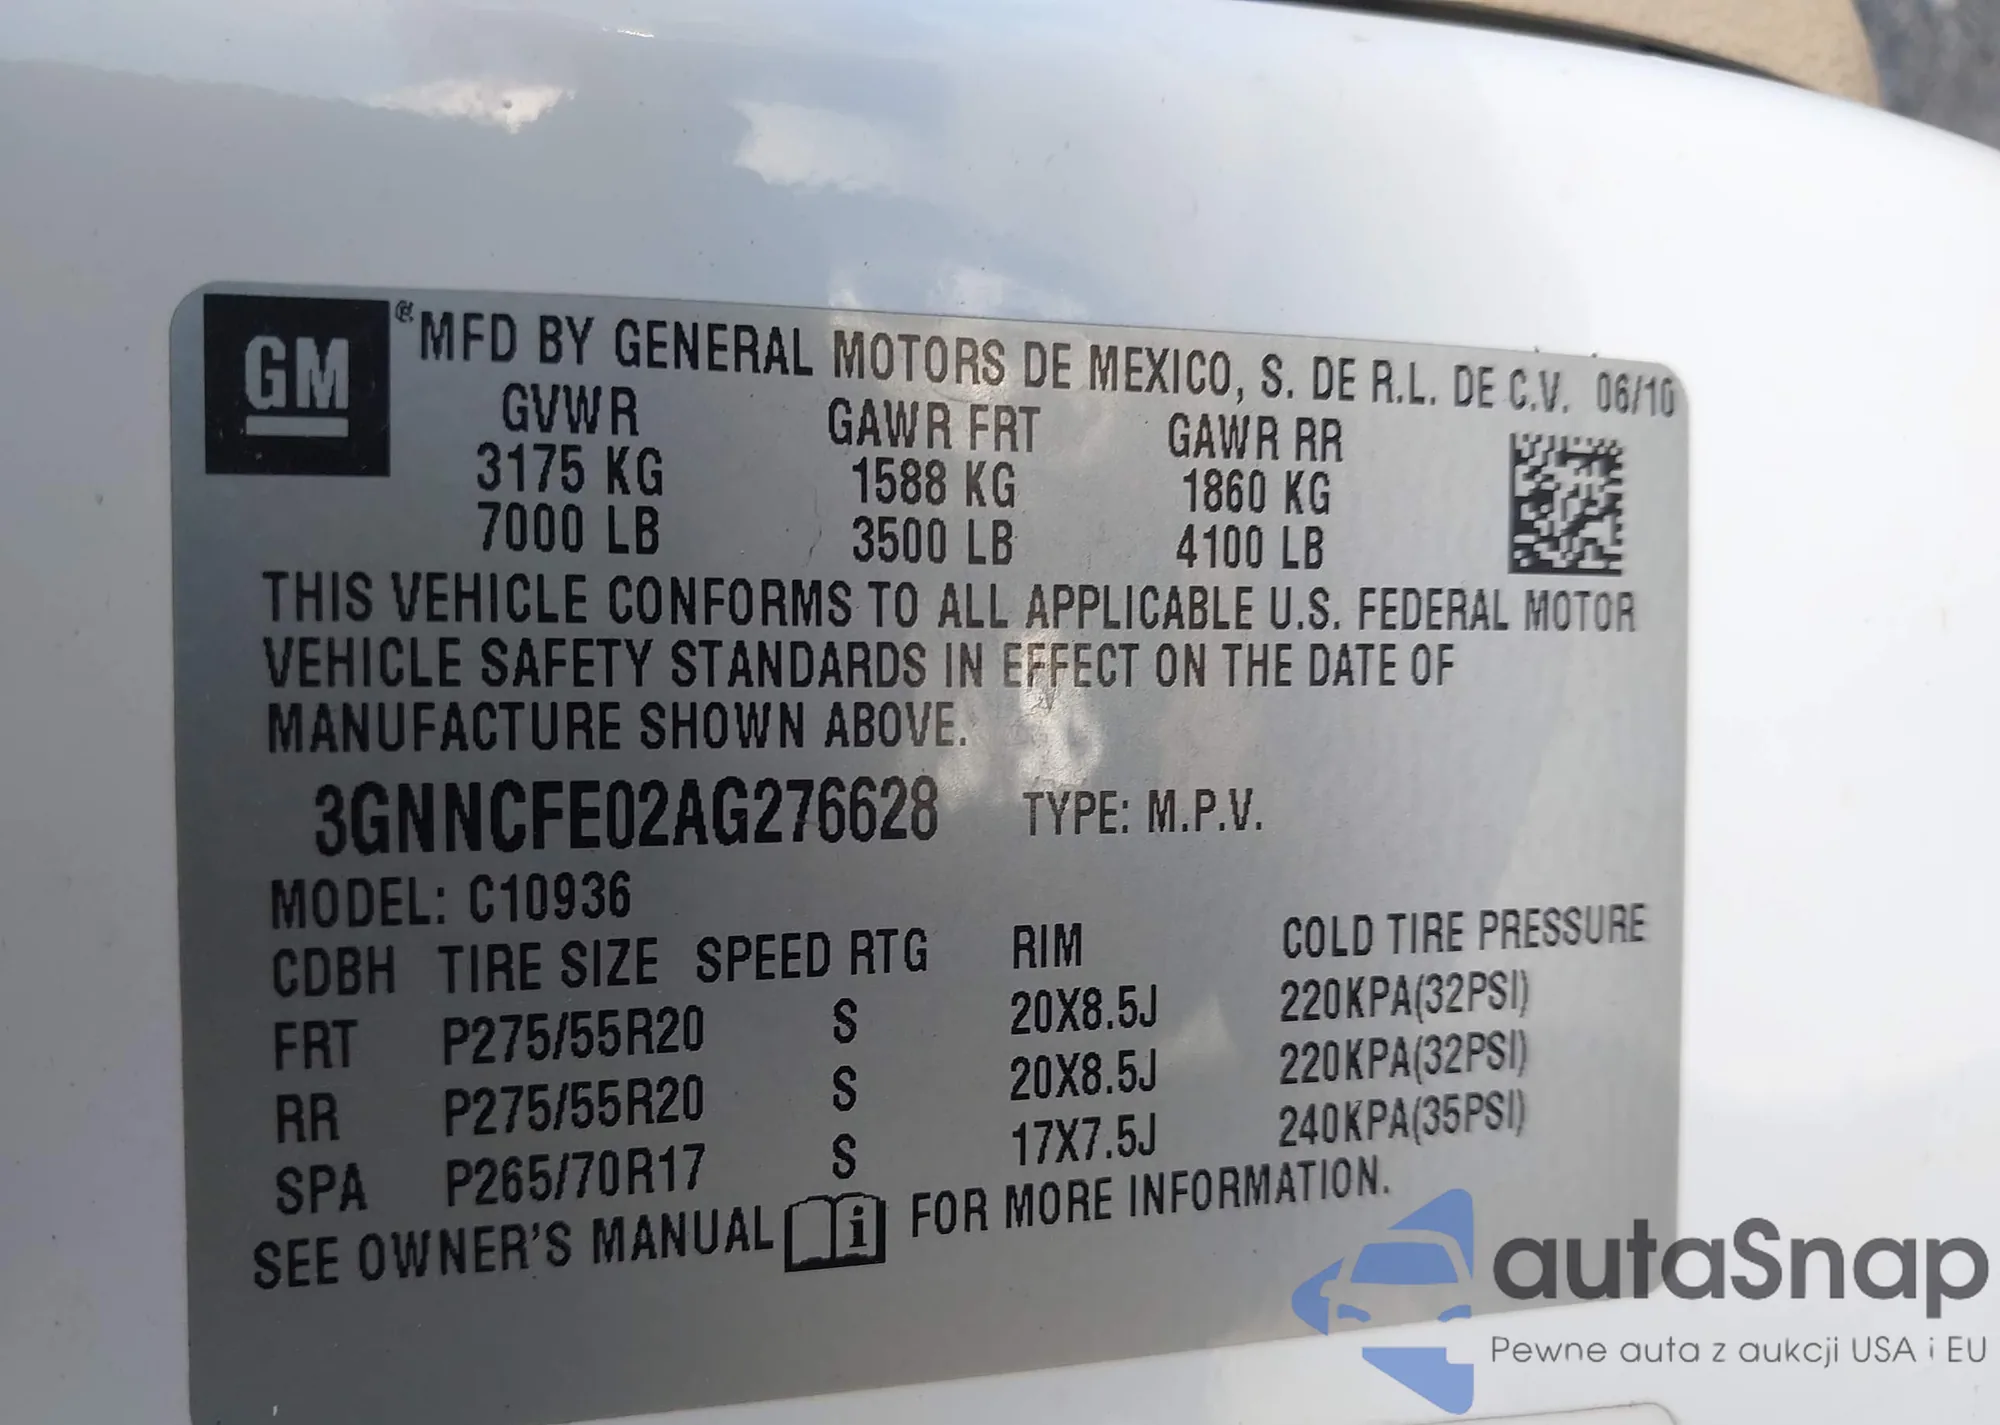 GM
® MFD BY GENERAL MOTORS DE MEXICO, S. DE R.L. DE C.V. 06/10
GVWR GAWR FRT GAWR RR
3175 KG 1588 KG 1860 KG
7000 LB 3500 LB 4100 LB
THIS VEHICLE CONFORMS TO ALL APPLICABLE U.S. FEDERAL MOTOR
VEHICLE SAFETY STANDARDS IN EFFECT ON THE DATE OF
MANUFACTURE SHOWN ABOVE.
3GNNCFE02AG276628 TYPE: M.P.V.
MODEL: C10936
CDBH TIRE SIZE SPEED RTG RIM COLD TIRE PRESSURE
FRT P275/55R20 S 20X8.5J 220KPA(32PSI)
RR P275/55R20 S 20X8.5J 220KPA(32PSI)
SPA P265/70R17 S 17X7.5J 240KPA(35PSI)
SEE OWNER'S MANUAL i FOR MORE INFORMATION.
autaSnap
Pewne auta z aukcji USA i EU